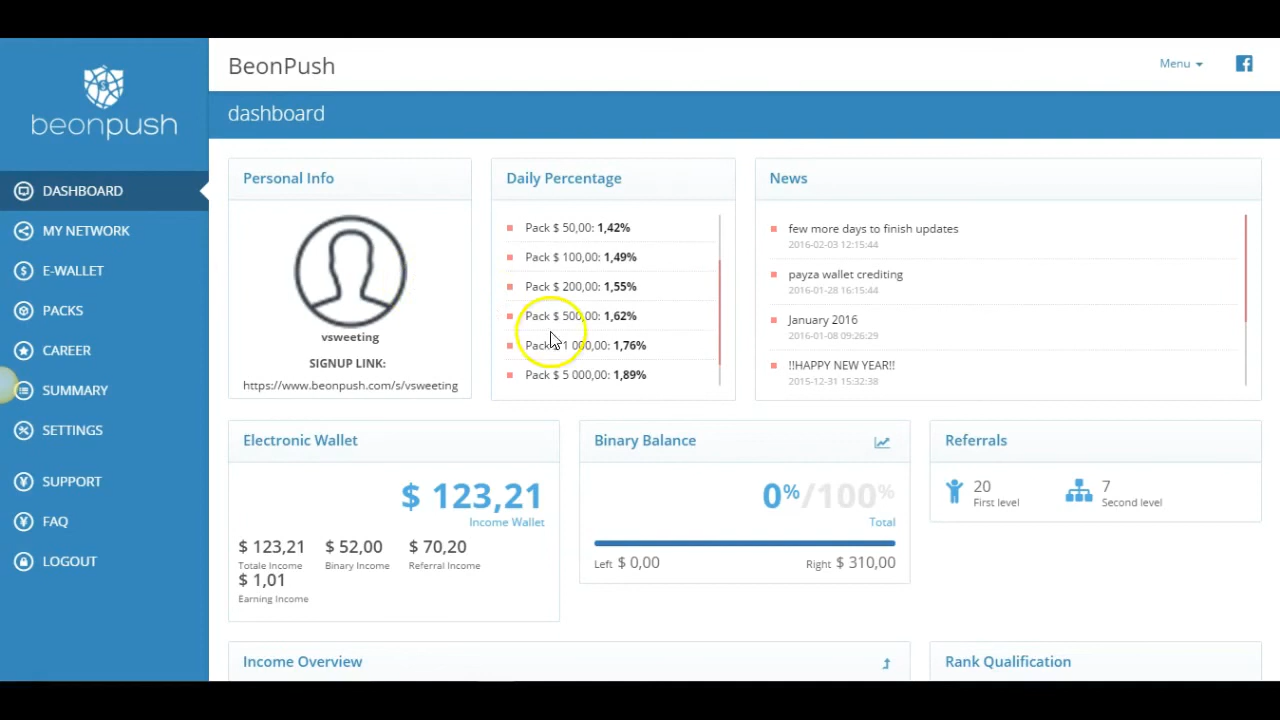 beonpush
DASHBOARD
MY NETWORK
E-WALLET
PACKS
CAREER
SUMMARY
SETTINGS
SUPPORT
FAQ
LOGOUT
BeonPush
Menu
dashboard
Personal Info
vsweeting
SIGNUP LINK:
https://www.beonpush.com/s/vsweeting
Daily Percentage
Pack $ 50,00: 1,42%
Pack $ 100,00: 1,49%
Pack $ 200,00: 1,55%
Pack $ 500,00: 1,62%
Pack $ 1 000,00: 1,76%
Pack $ 5 000,00: 1,89%
News
few more days to finish updates
2016-02-03 12:15:44
payza wallet crediting
2016-01-28 16:15:44
January 2016
2016-01-08 09:26:29
!!HAPPY NEW YEAR!!
2015-12-31 15:32:38
Electronic Wallet
$ 123,21
Income Wallet
$ 123,21 $ 52,00 $ 70,20
Totale Income Binary Income Referral Income
$ 1,01
Earning Income
Binary Balance
0%/100%
Total
Left $ 0,00 Right $ 310,00
Referrals
20 7
First level Second level
Income Overview
Rank Qualification